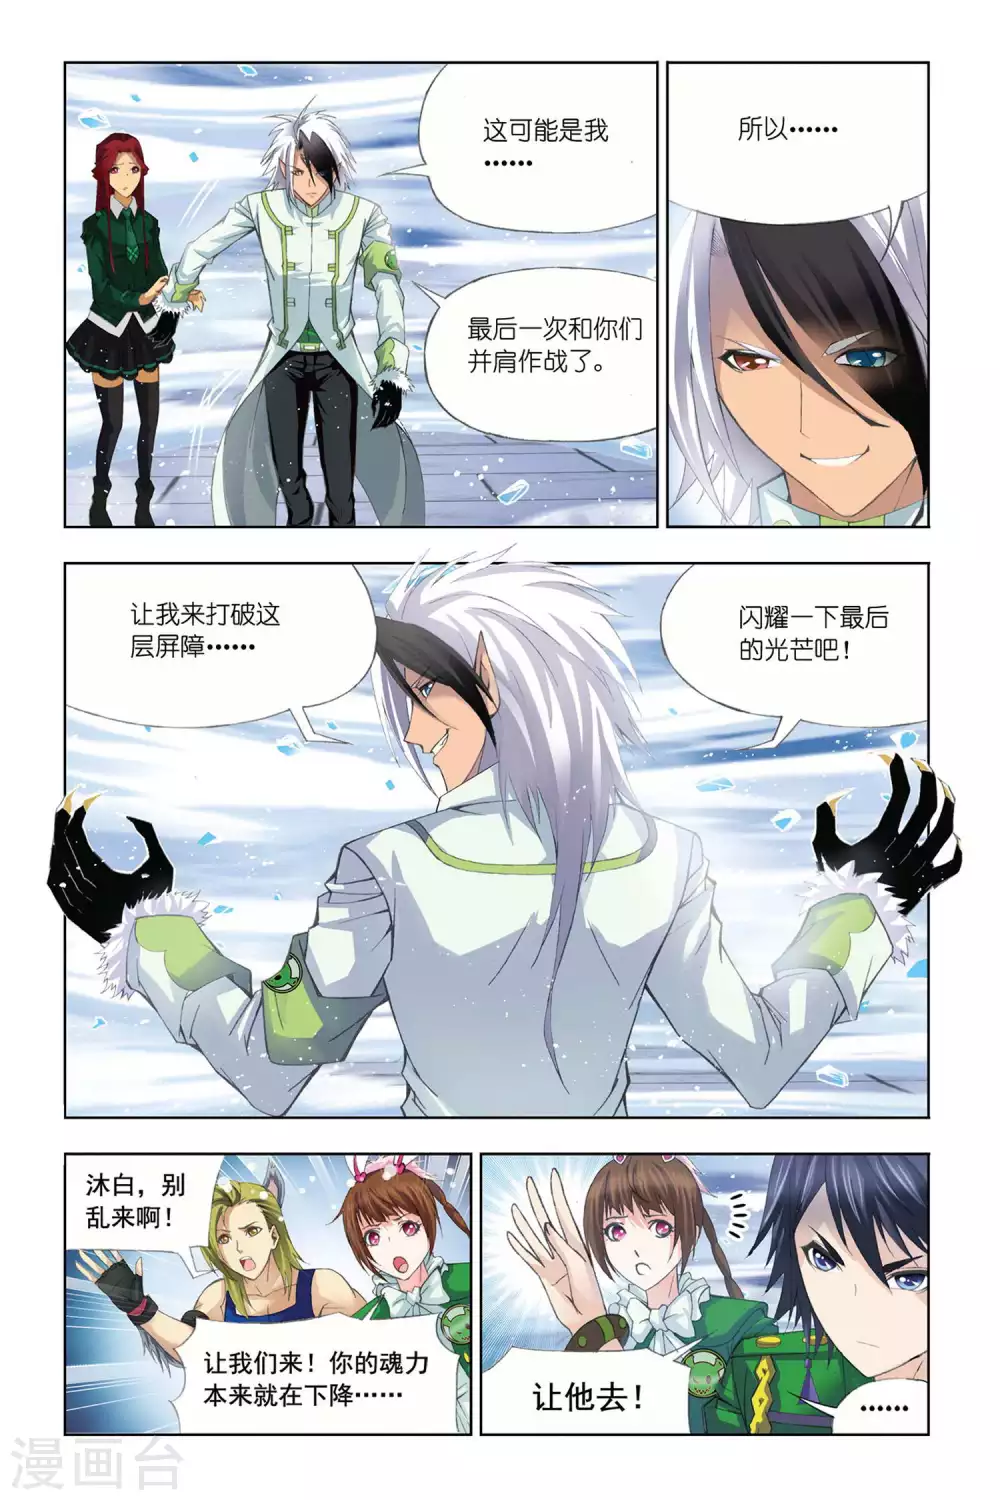 这可能是我
……
最后一次和你们
并肩作战了。
所以……
让我来打破这
层屏障……
闪耀一下最后
的光芒吧！
沐白，别
乱来啊！
让我们来！你的魂力
本来就在下降……
让他去！
……
漫画台